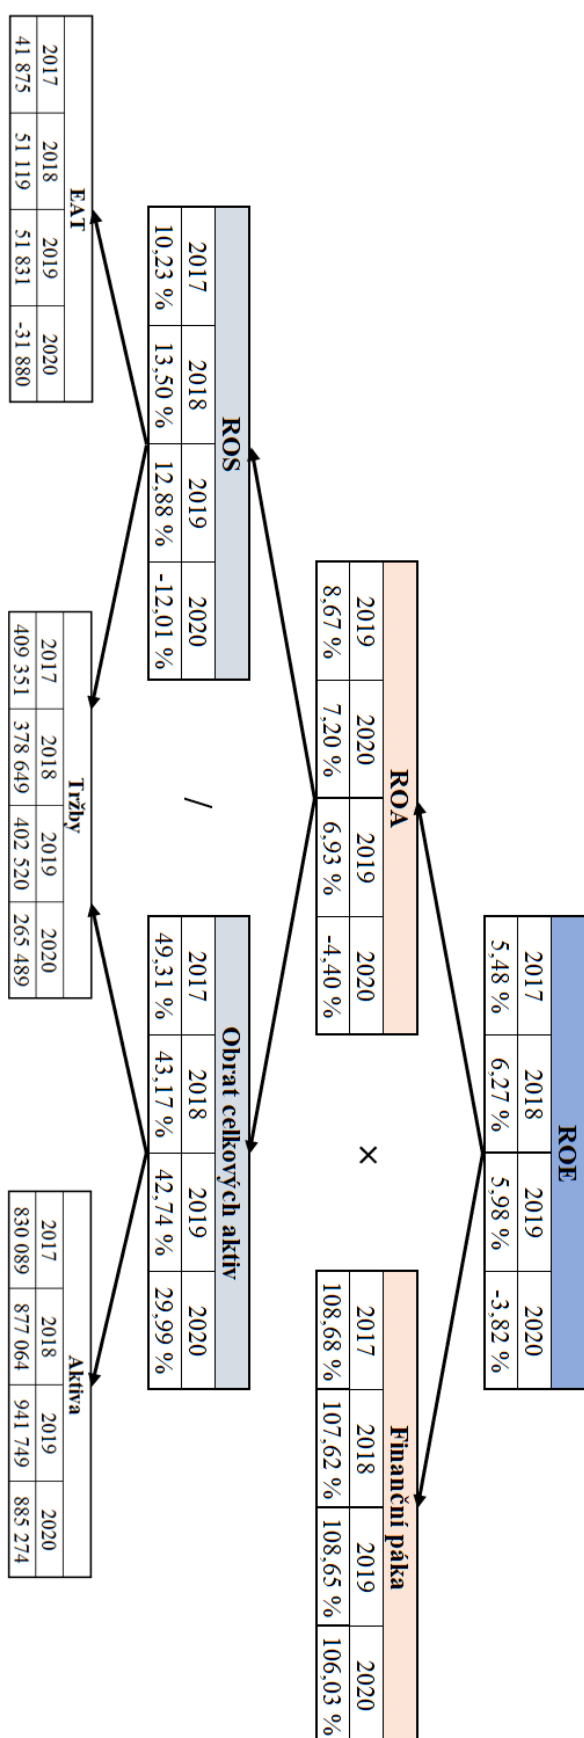 ROE
2017 2018 2019 2020
5,48 % 6,27 % 5,98 % -3,82 %
ROA
2019 2020 2019 2020
8,67 % 7,20 % 6,93 % -4,40 %
×
Finanční páka
2017 2018 2019 2020
108,68 % 107,62 % 108,65 % 106,03 %
ROS
2017 2018 2019 2020
10,23 % 13,50 % 12,88 % -12,01 %
/
Obrat celkových aktiv
2017 2018 2019 2020
49,31 % 43,17 % 42,74 % 29,99 %
EAT
2017 2018 2019 2020
41 875 51 119 51 831 -31 880
Tržby
2017 2018 2019 2020
409 351 378 649 402 520 265 489
Aktiva
2017 2018 2019 2020
830 089 877 064 941 749 885 274